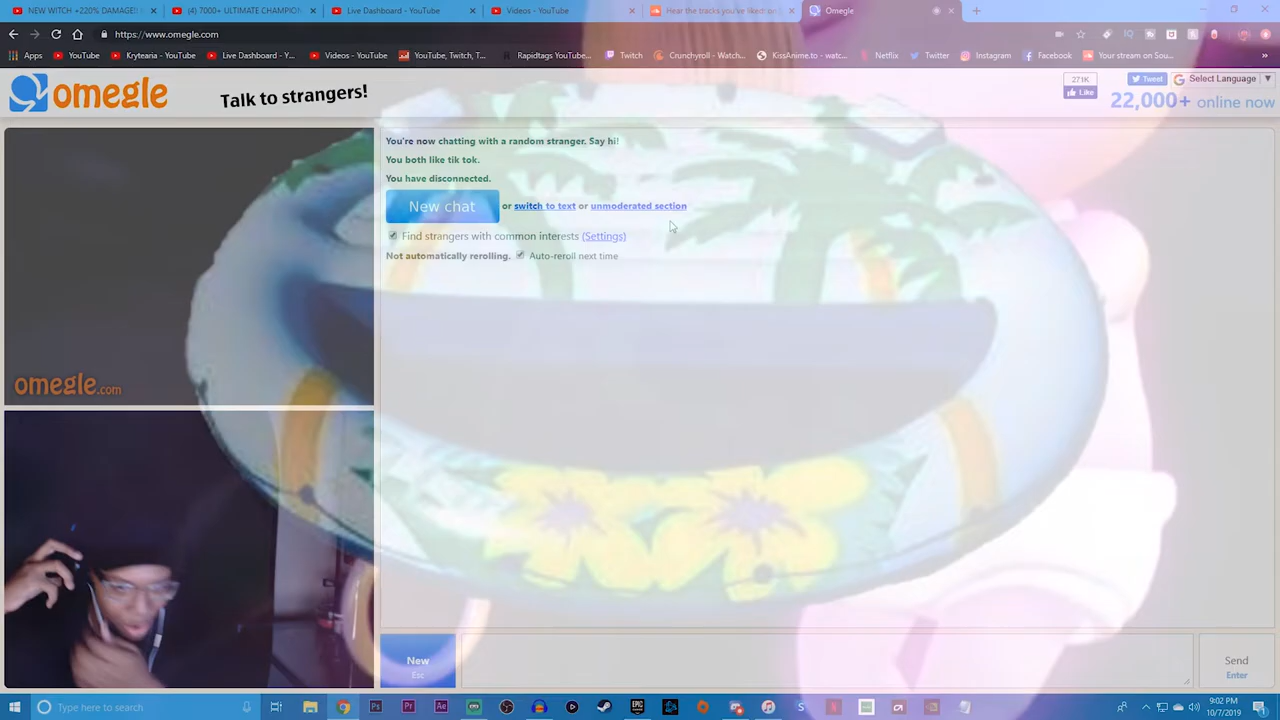 NEW WITCH +220% DAMAGE!
(4) 7000+ ULTIMATE CHAMPION
Live Dashboard - YouTube
Videos - YouTube
Hear the tracks you've liked: on
Omegle
https://www.omegle.com
Apps
YouTube
Kryteania - YouTube
Live Dashboard - Y...
Videos - YouTube
YouTube, Twitch, T...
Rapidtags YouTube...
Twitch
Crunchyroll - Watch...
KissAnime.to - watc...
Netflix
Twitter
Instagram
Facebook
Your stream on Sou...
omegle
Talk to strangers!
271K
Like
Tweet
Select Language
22,000+ online now
You're now chatting with a random stranger. Say hi!
You both like tik tok.
You have disconnected.
New chat or switch to text or unmoderated section
Find strangers with common interests (Settings)
Not automatically rerolling. Auto-reroll next time
omegle.com
New
Esc
Send
Enter
Type here to search
9:02 PM
10/7/2019